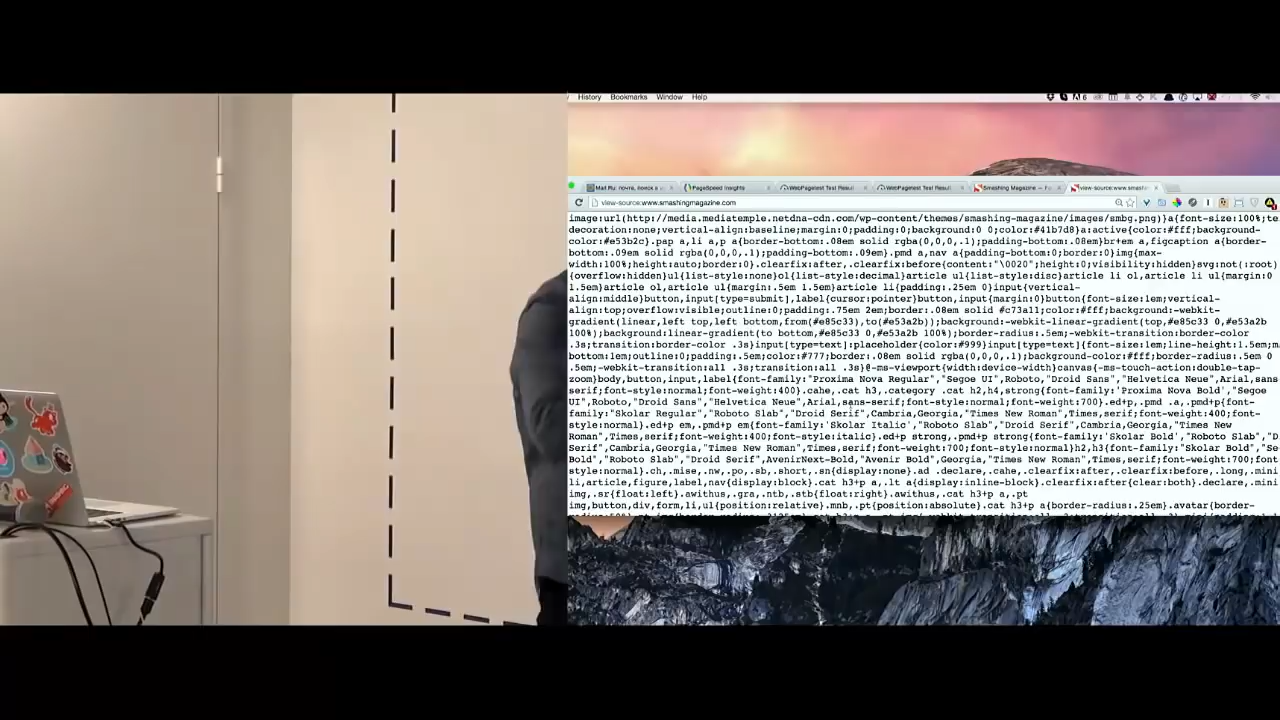 History Bookmarks Window Help
Mail.Ru: почта, поиск в
PageSpeed Insights
WebPagetest Test Result
WebPagetest Test Result
Smashing Magazine — F
view-source:www.smashi
view-source:www.smashingmagazine.com
image:url(http://media.mediatemple.netdna-cdn.com/wp-content/themes/smashing-magazine/images/smbg.png)}a{font-size:100%;te
decoration:none;vertical-align:baseline;margin:0;padding:0;background:0 0;color:#41b7d8}a:active{color:#fff;background-
color:#e53b2c}.pap a,li a,p a{border-bottom:.08em solid rgba(0,0,0,.1);padding-bottom:.08em}br+em a,figcaption a{border-
bottom:.09em solid rgba(0,0,0,.1);padding-bottom:.09em}.pmd a,nav a{padding-bottom:0;border:0}img{max-
width:100%;height:auto;border:0}.clearfix:after,.clearfix:before{content:"\0020";height:0;visibility:hidden}svg:not(:root)
{overflow:hidden}ul{list-style:none}ol{list-style:decimal}article ul{list-style:disc}article li ol,article li ul{margin:0
1.5em}article ol,article ul{margin:.5em 1.5em}article li{padding:.25em 0}input{vertical-
align:middle}button,input[type=submit],label{cursor:pointer}button,input{margin:0}button{font-size:1em;vertical-
align:top;overflow:visible;outline:0;padding:.75em 2em;border:.08em solid #c73a11;background:-webkit-
gradient(linear,left top,left bottom,from(#e85c33),to(#e53a2b));background:-webkit-linear-gradient(top,#e85c33 0,#e53a2b
100%);background:linear-gradient(to bottom,#e85c33 0,#e53a2b 100%);border-radius:.5em;-webkit-transition:border-color
.3s;transition:border-color .3s}input[type=text]:placeholder{color:#999}input[type=text]{font-size:1em;line-height:1.5em;m
bottom:1em;outline:0;padding:.5em;color:#777;border:.08em solid rgba(0,0,0,.1);background-color:#fff;border-radius:.5em 0
.5em;-webkit-transition:all .3s;transition:all .3s}@-ms-viewport{width:device-width}canvas{-ms-touch-action:double-tap-
zoom}body,button,input,label{font-family:"Proxima Nova Regular","Segoe UI",Roboto,"Droid Sans","Helvetica Neue",Arial,sans
serif;font-style:normal;font-weight:400}.cahe,.cat h3,.category .cat h2,h4,strong{font-family:'Proxima Nova Bold',"Segoe
UI",Roboto,"Droid Sans","Helvetica Neue",Arial,sans-serif;font-style:normal;font-weight:700}.ed+p,.pmd .a,.pmd+p{font-
family:"Skolar Regular","Roboto Slab","Droid Serif",Cambria,Georgia,"Times New Roman",Times,serif;font-weight:400;font-
style:normal}.ed+p em,.pmd+p em{font-family:'Skolar Italic',"Roboto Slab","Droid Serif",Cambria,Georgia,"Times New
Roman",Times,serif;font-weight:400;font-style:italic}.ed+p strong,.pmd+p strong{font-family:'Skolar Bold',"Roboto Slab","D
Serif",Cambria,Georgia,"Times New Roman",Times,serif;font-weight:700;font-style:normal}h2,h3{font-family:"Skolar Bold","Se
Bold","Roboto Slab","Droid Serif",AvenirNext-Bold,"Avenir Bold",Georgia,"Times New Roman",Times,serif;font-weight:700;font
style:normal}.ch,.mise,.nw,.po,.sb,.short,.sn{display:none}.ad .declare,.cahe,.clearfix:after,.clearfix:before,.long,.mini
li,article,figure,label,nav{display:block}.cat h3+p a,.lt a{display:inline-block}.clearfix:after{clear:both}.declare,.mini
img,.sr{float:left}.awithus,.gra,.ntb,.stb{float:right}.awithus,.cat h3+p a,.pt
img,button,div,form,li,ul{position:relative}.mnb,.pt{position:absolute}.cat h3+p a{border-radius:.25em}.avatar{border-